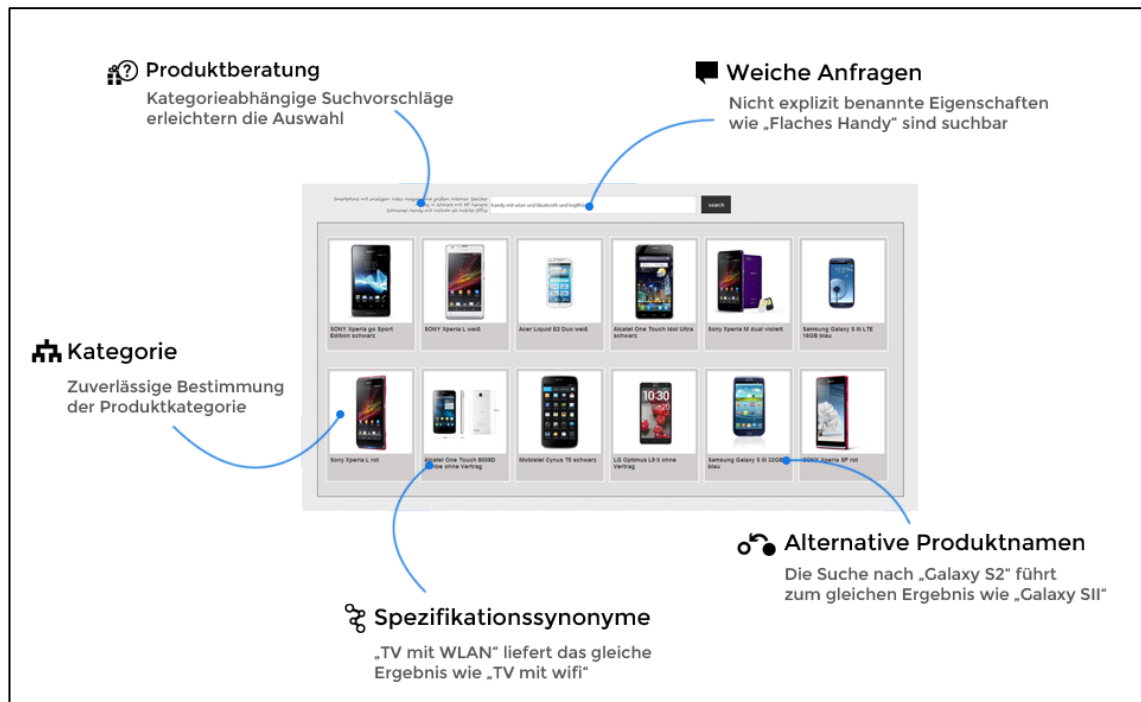 Produktberatung
Kategorieabhängige Suchvorschläge
erleichtern die Auswahl
Weiche Anfragen
Nicht explizit benannte Eigenschaften
wie „Flaches Handy“ sind suchbar
handy mit wlan und bluetooth und
search
SONY Xperia go Sport
Edition schwarz
SONY Xperia L weiß
Acer Liquid E2 Duo weiß
Alcatel One Touch Idol Ultra
schwarz
Sony Xperia M dual violett
Samsung Galaxy S III LTE
16GB blau
Kategorie
Zuverlässige Bestimmung
der Produktkategorie
10:30
Sony Xperia L rot
Alcatel One Touch
ohne Vertrag
Mobistel Cynus T5 schwarz
LG Optimus L9 II ohne
Vertrag
Samsung Galaxy S III 32GB
blau
SONY Xperia SP rot
Alternative Produktnamen
Die Suche nach „Galaxy S2“ führt
zum gleichen Ergebnis wie „Galaxy SII“
Spezifikationssynonyme
„TV mit WLAN“ liefert das gleiche
Ergebnis wie „TV mit wifi“